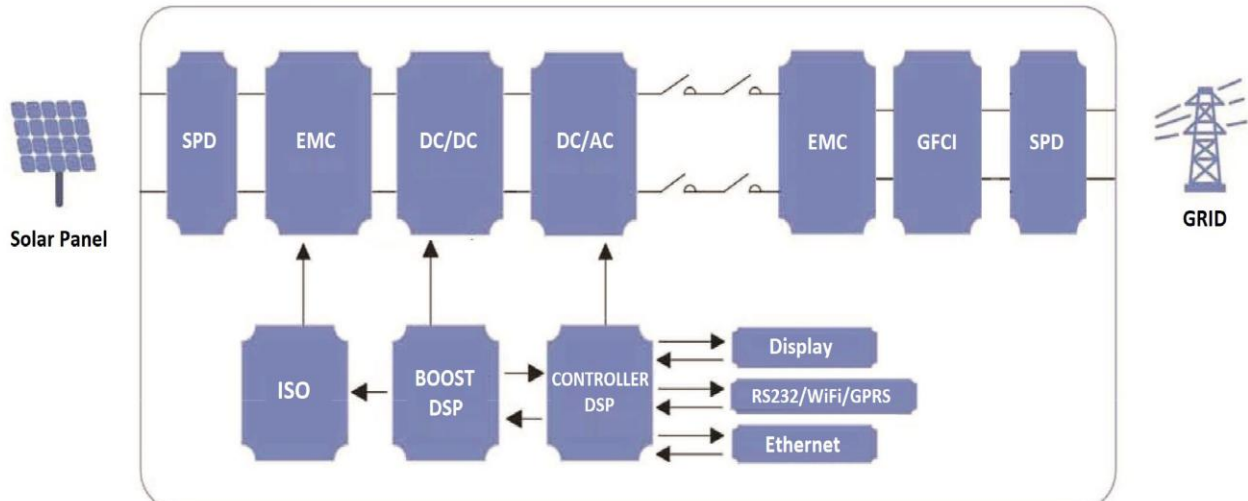 SPD
EMC
DC/DC
DC/AC
EMC
GFCI
SPD
Solar Panel
GRID
ISO
BOOST
DSP
CONTROLLER
DSP
Display
RS232/WiFi/GPRS
Ethernet